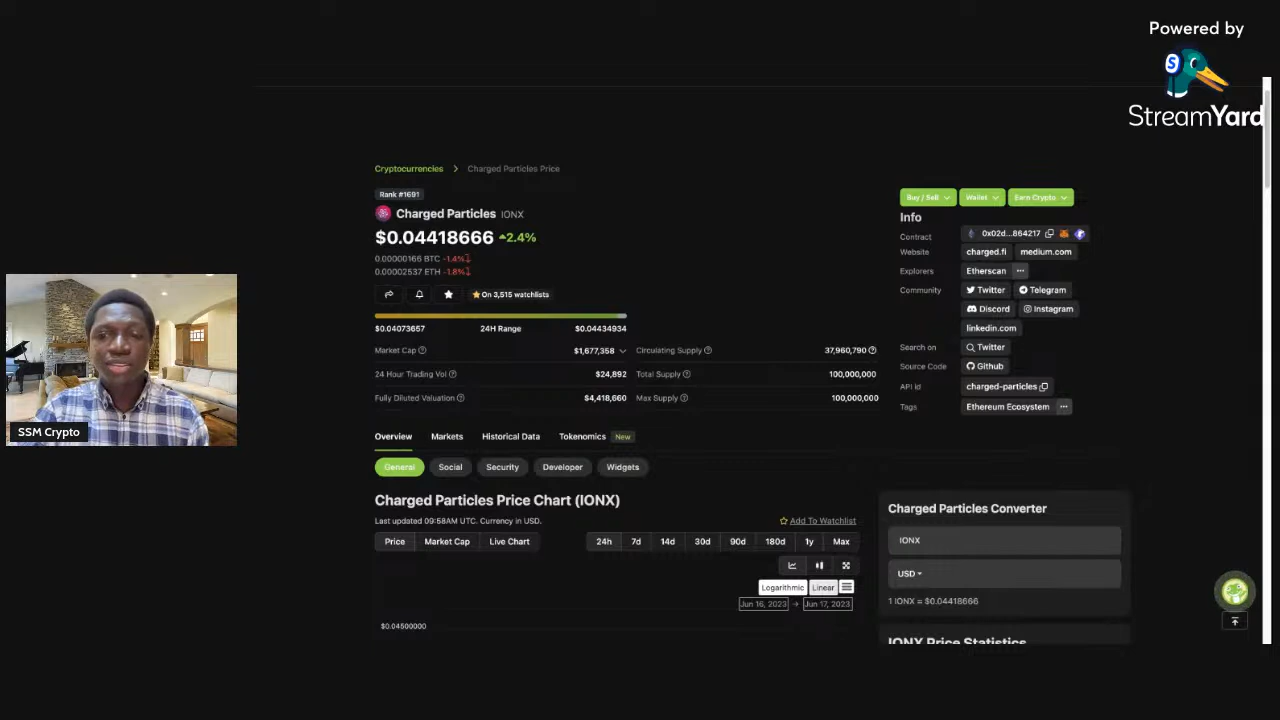 Powered by
S
StreamYard
Cryptocurrencies > Charged Particles Price
Rank #1691
Charged Particles IONX
$0.04418666 2.4%
0.00000166 BTC -1.4%
0.00002537 ETH -1.8%
On 3,515 watchlists
$0.04073657 24H Range $0.04434934
Market Cap $1,677,358
24 Hour Trading Vol $24,892
Fully Diluted Valuation $4,418,660
Circulating Supply 37,960,790
Total Supply 100,000,000
Max Supply 100,000,000
Buy / Sell Wallet Earn Crypto
Info
Contract 0x02d...864217
Website charged.fi medium.com
Explorers Etherscan ...
Community Twitter Telegram
Discord Instagram
linkedin.com
Search on Twitter
Source Code Github
API id charged-particles
Tags Ethereum Ecosystem ...
SSM Crypto
Overview Markets Historical Data Tokenomics New
General Social Security Developer Widgets
Charged Particles Price Chart (IONX)
Last updated 09:58AM UTC. Currency in USD.
Add To Watchlist
Price Market Cap Live Chart 24h 7d 14d 30d 90d 180d 1y Max
Logarithmic Linear
Jun 16, 2023 → Jun 17, 2023
$0.04500000
Charged Particles Converter
IONX
USD
1 IONX = $0.04418666
IONX Price Statistics